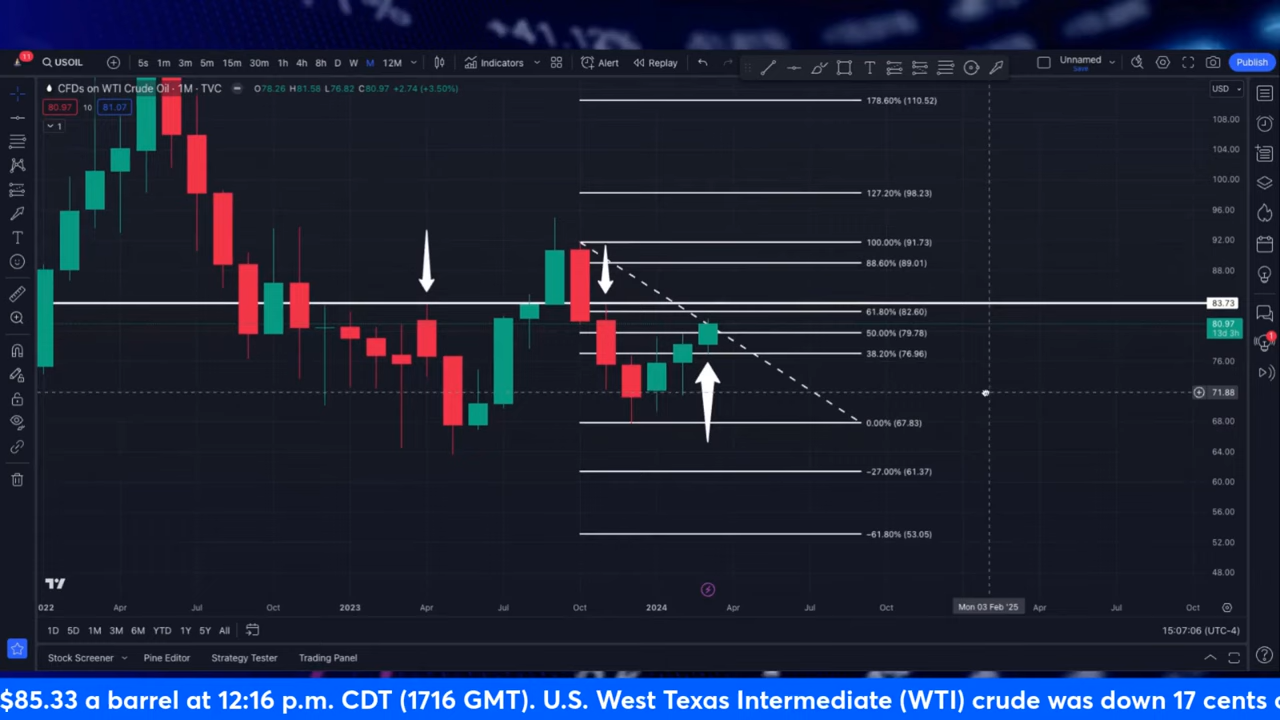 +41.12%
11
USOIL
5s 1m 3m 5m 15m 30m 1h 4h 8h D W M 12M
Indicators
Alert
Replay
Unnamed
Save
Publish
CFDs on WTI Crude Oil · 1M · TVC
O78.26 H81.58 L76.82 C80.97 +2.74 (+3.50%)
USD
80.97 10 81.07
1
178.60% (110.52)
127.20% (98.23)
100.00% (91.73)
88.60% (89.01)
61.80% (82.60)
50.00% (79.78)
38.20% (76.96)
0.00% (67.83)
−27.00% (61.37)
−61.80% (53.05)
108.00
104.00
100.00
96.00
92.00
88.00
83.73
80.97
13d 3h
76.00
71.88
68.00
64.00
60.00
56.00
52.00
48.00
1
022 Apr Jul Oct 2023 Apr Jul Oct 2024 Apr Jul Oct Mon 03 Feb '25 Apr Jul Oct
1D 5D 1M 3M 6M YTD 1Y 5Y All
15:07:06 (UTC-4)
Stock Screener Pine Editor Strategy Tester Trading Panel
$85.33 a barrel at 12:16 p.m. CDT (1716 GMT). U.S. West Texas Intermediate (WTI) crude was down 17 cents